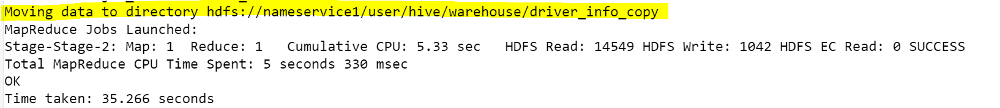 Moving data to directory hdfs://nameservice1/user/hive/warehouse/driver_info_copy
MapReduce Jobs Launched:
Stage-Stage-2: Map: 1  Reduce: 1   Cumulative CPU: 5.33 sec   HDFS Read: 14549 HDFS Write: 1042 HDFS EC Read: 0 SUCCESS
Total MapReduce CPU Time Spent: 5 seconds 330 msec
OK
Time taken: 35.266 seconds